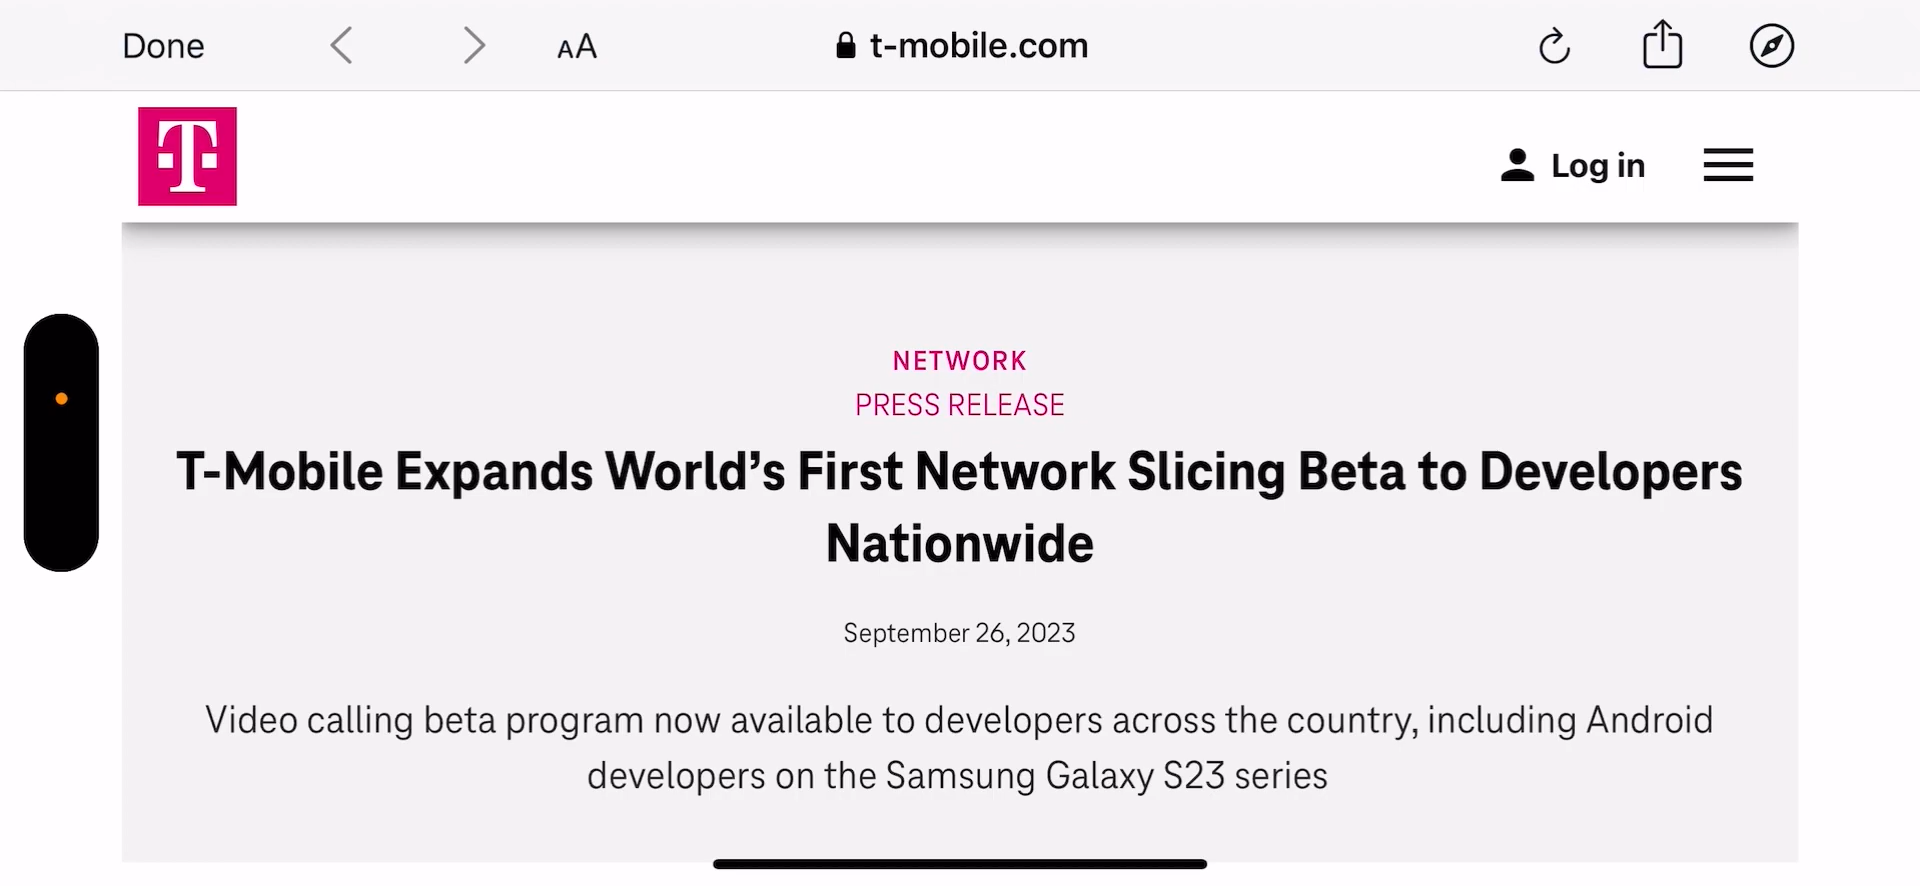 Done
AA
t-mobile.com
T
Log in
NETWORK
PRESS RELEASE
T-Mobile Expands World’s First Network Slicing Beta to Developers
Nationwide
September 26, 2023
Video calling beta program now available to developers across the country, including Android
developers on the Samsung Galaxy S23 series